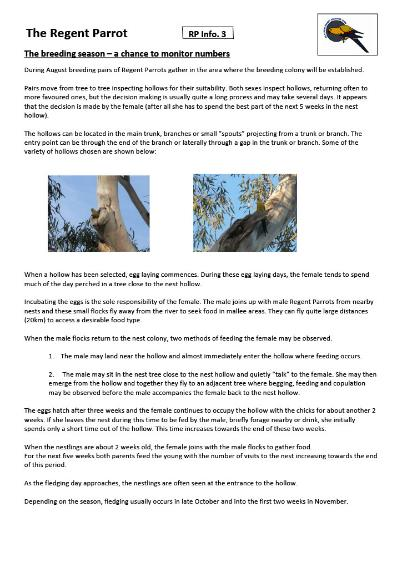 The Regent Parrot
RP Info. 3
The breeding season – a chance to monitor numbers
During August breeding pairs of Regent Parrots gather in the area where the breeding colony will be established.
Pairs move from tree to tree inspecting hollows for their suitability. Both sexes inspect hollows, returning often to
more favoured ones, but the decision making is usually quite a long process and may take several days. It appears
that the decision is made by the female (after all she has to spend the best part of the next 5 weeks in the nest
hollow).
The hollows can be located in the main trunk, branches or small "spouts" projecting from a trunk or branch. The
entry point can be through the end of the branch or laterally through a gap in the trunk or branch. Some of the
variety of hollows chosen are shown below:
When a hollow has been selected, egg laying commences. During these egg laying days, the female tends to spend
much of the day perched in a tree close to the nest hollow.
Incubating the eggs is the sole responsibility of the female. The male joins up with male Regent Parrots from nearby
nests and these small flocks fly away from the river to seek food in mallee areas. They can fly quite large distances
(20km) to access a desirable food type.
When the male flocks return to the nest colony, two methods of feeding the female may be observed.
1. The male may land near the hollow and almost immediately enter the hollow where feeding occurs.
2. The male may sit in the nest tree close to the nest hollow and quietly "talk" to the female. She may then
emerge from the hollow and together they fly to an adjacent tree where begging, feeding and copulation
may be observed before the male accompanies the female back to the nest hollow.
The eggs hatch after three weeks and the female continues to occupy the hollow with the chicks for about another 2
weeks. If she leaves the nest during this time to be fed by the male, briefly forage nearby or drink, she initially
spends only a short time out of the hollow. This time increases towards the end of these two weeks.
When the nestlings are about 2 weeks old, the female joins with the male flocks to gather food
For the next five weeks both parents feed the young with the number of visits to the nest increasing towards the end
of this period.
As the fledging day approaches, the nestlings are often seen at the entrance to the hollow.
Depending on the season, fledging usually occurs in late October and into the first two weeks in November.